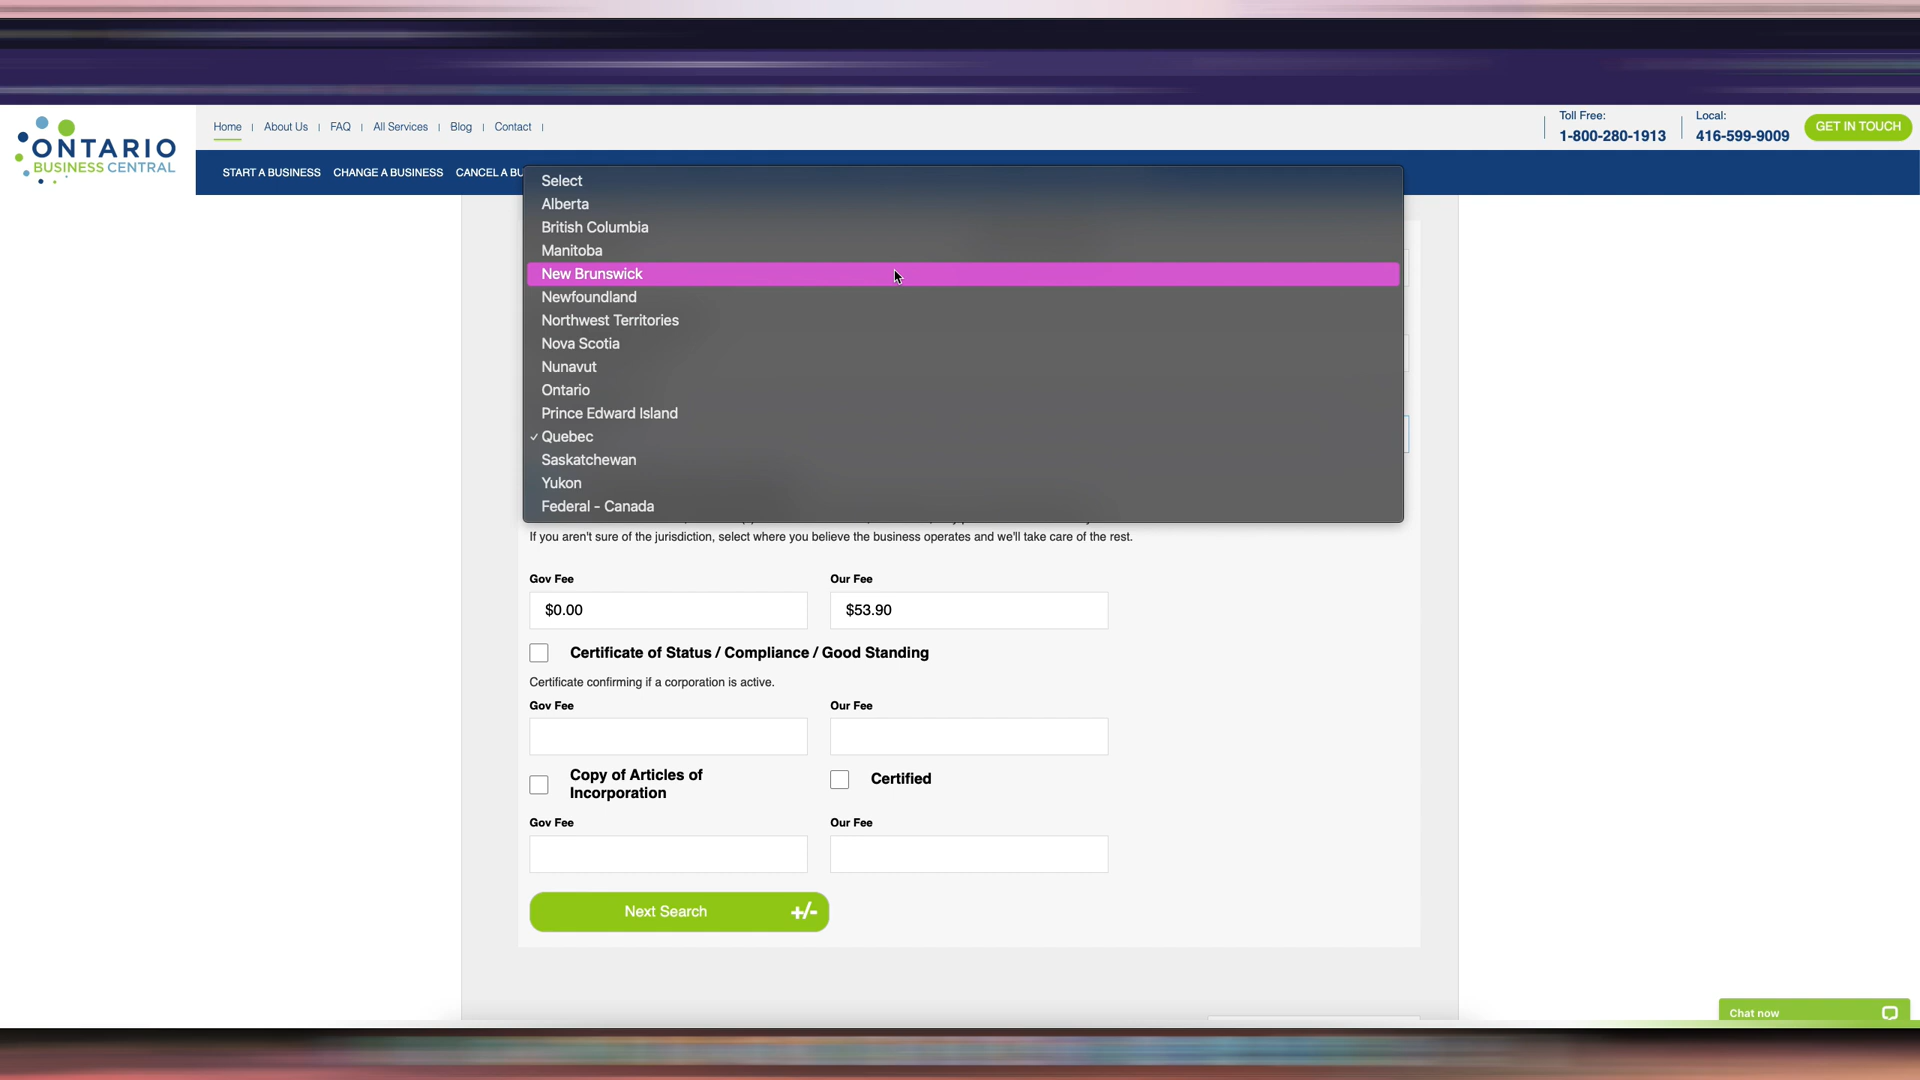 ONTARIO
BUSINESS CENTRAL
Home | About Us | FAQ | All Services | Blog | Contact |
Toll Free:
1-800-280-1913
Local:
416-599-9009
GET IN TOUCH
START A BUSINESS CHANGE A BUSINESS CANCEL A BU
Select
Alberta
British Columbia
Manitoba
New Brunswick
Newfoundland
Northwest Territories
Nova Scotia
Nunavut
Ontario
Prince Edward Island
✓ Quebec
Saskatchewan
Yukon
Federal - Canada
If you aren't sure of the jurisdiction, select where you believe the business operates and we'll take care of the rest.
Gov Fee Our Fee
$0.00 $53.90
Certificate of Status / Compliance / Good Standing
Certificate confirming if a corporation is active.
Gov Fee Our Fee
Copy of Articles of
Incorporation
Certified
Gov Fee Our Fee
Next Search +/-
Chat now